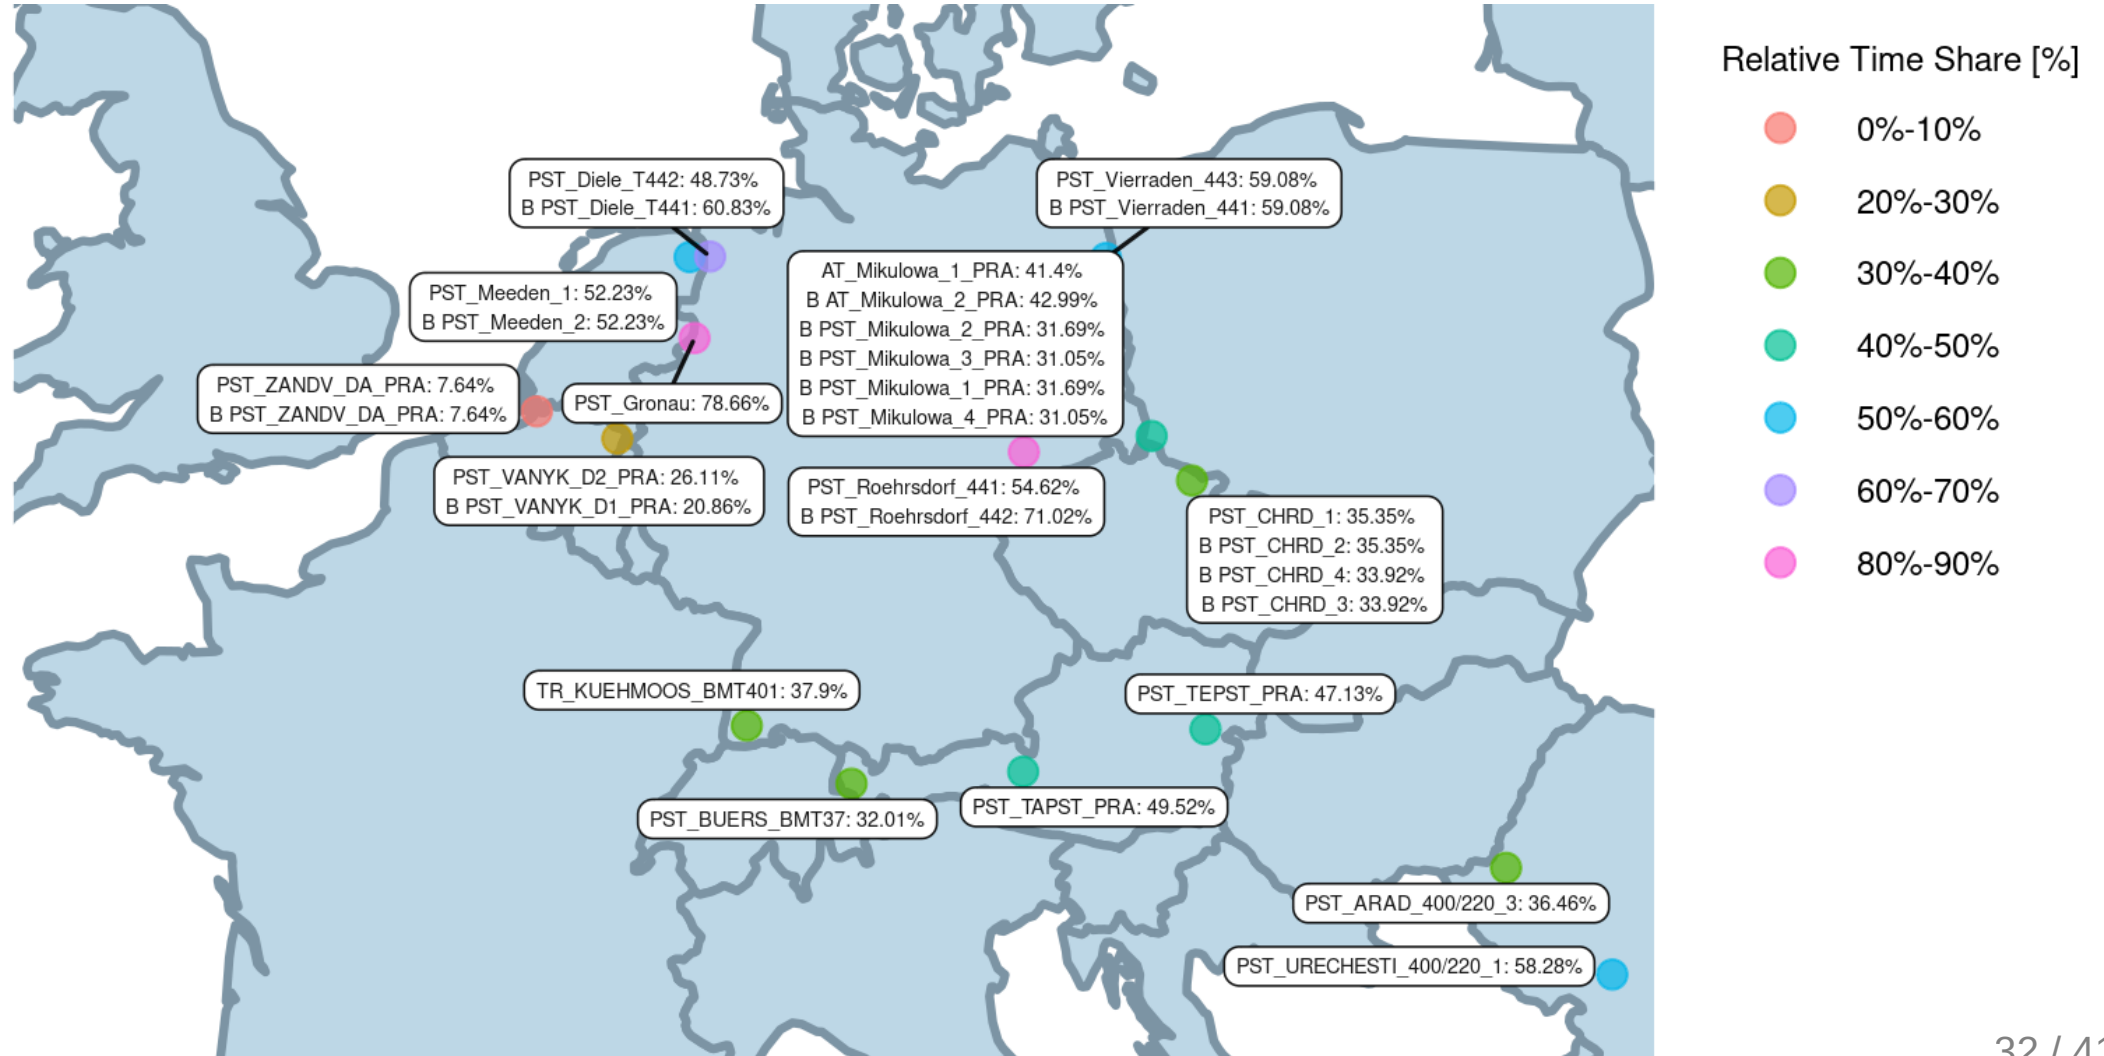 Relative Time Share [%]
0%-10%
20%-30%
30%-40%
40%-50%
50%-60%
60%-70%
80%-90%
PST_Diele_T442: 48.73%
B PST_Diele_T441: 60.83%
PST_Vierraden_443: 59.08%
B PST_Vierraden_441: 59.08%
PST_Meeden_1: 52.23%
B PST_Meeden_2: 52.23%
AT_Mikulowa_1_PRA: 41.4%
B AT_Mikulowa_2_PRA: 42.99%
B PST_Mikulowa_2_PRA: 31.69%
B PST_Mikulowa_3_PRA: 31.05%
B PST_Mikulowa_1_PRA: 31.69%
B PST_Mikulowa_4_PRA: 31.05%
PST_ZANDV_DA_PRA: 7.64%
B PST_ZANDV_DA_PRA: 7.64%
PST_Gronau: 78.66%
PST_VANYK_D2_PRA: 26.11%
B PST_VANYK_D1_PRA: 20.86%
PST_Roehrsdorf_441: 54.62%
B PST_Roehrsdorf_442: 71.02%
PST_CHRD_1: 35.35%
B PST_CHRD_2: 35.35%
B PST_CHRD_4: 33.92%
B PST_CHRD_3: 33.92%
TR_KUEHMOOS_BMT401: 37.9%
PST_TEPST_PRA: 47.13%
PST_BUERS_BMT37: 32.01%
PST_TAPST_PRA: 49.52%
PST_ARAD_400/220_3: 36.46%
PST_URECHESTI_400/220_1: 58.28%
32 /